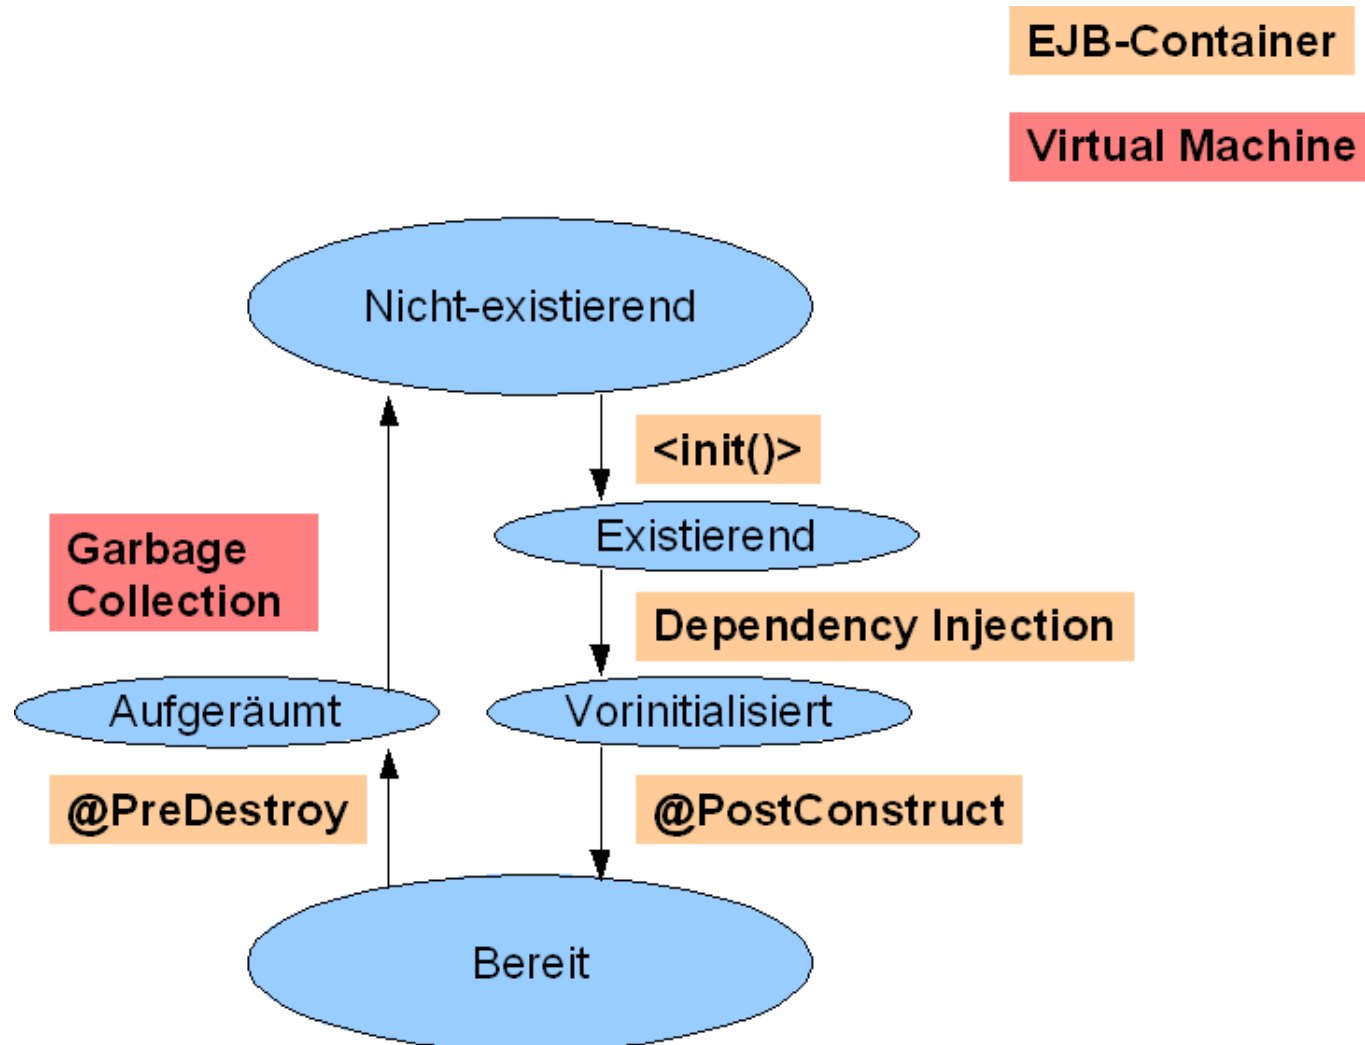 EJB-Container
Virtual Machine
Nicht-existierend
<init()>
Existierend
Garbage
Collection
Dependency Injection
Aufgeräumt
Vorinitialisiert
@PreDestroy
@PostConstruct
Bereit